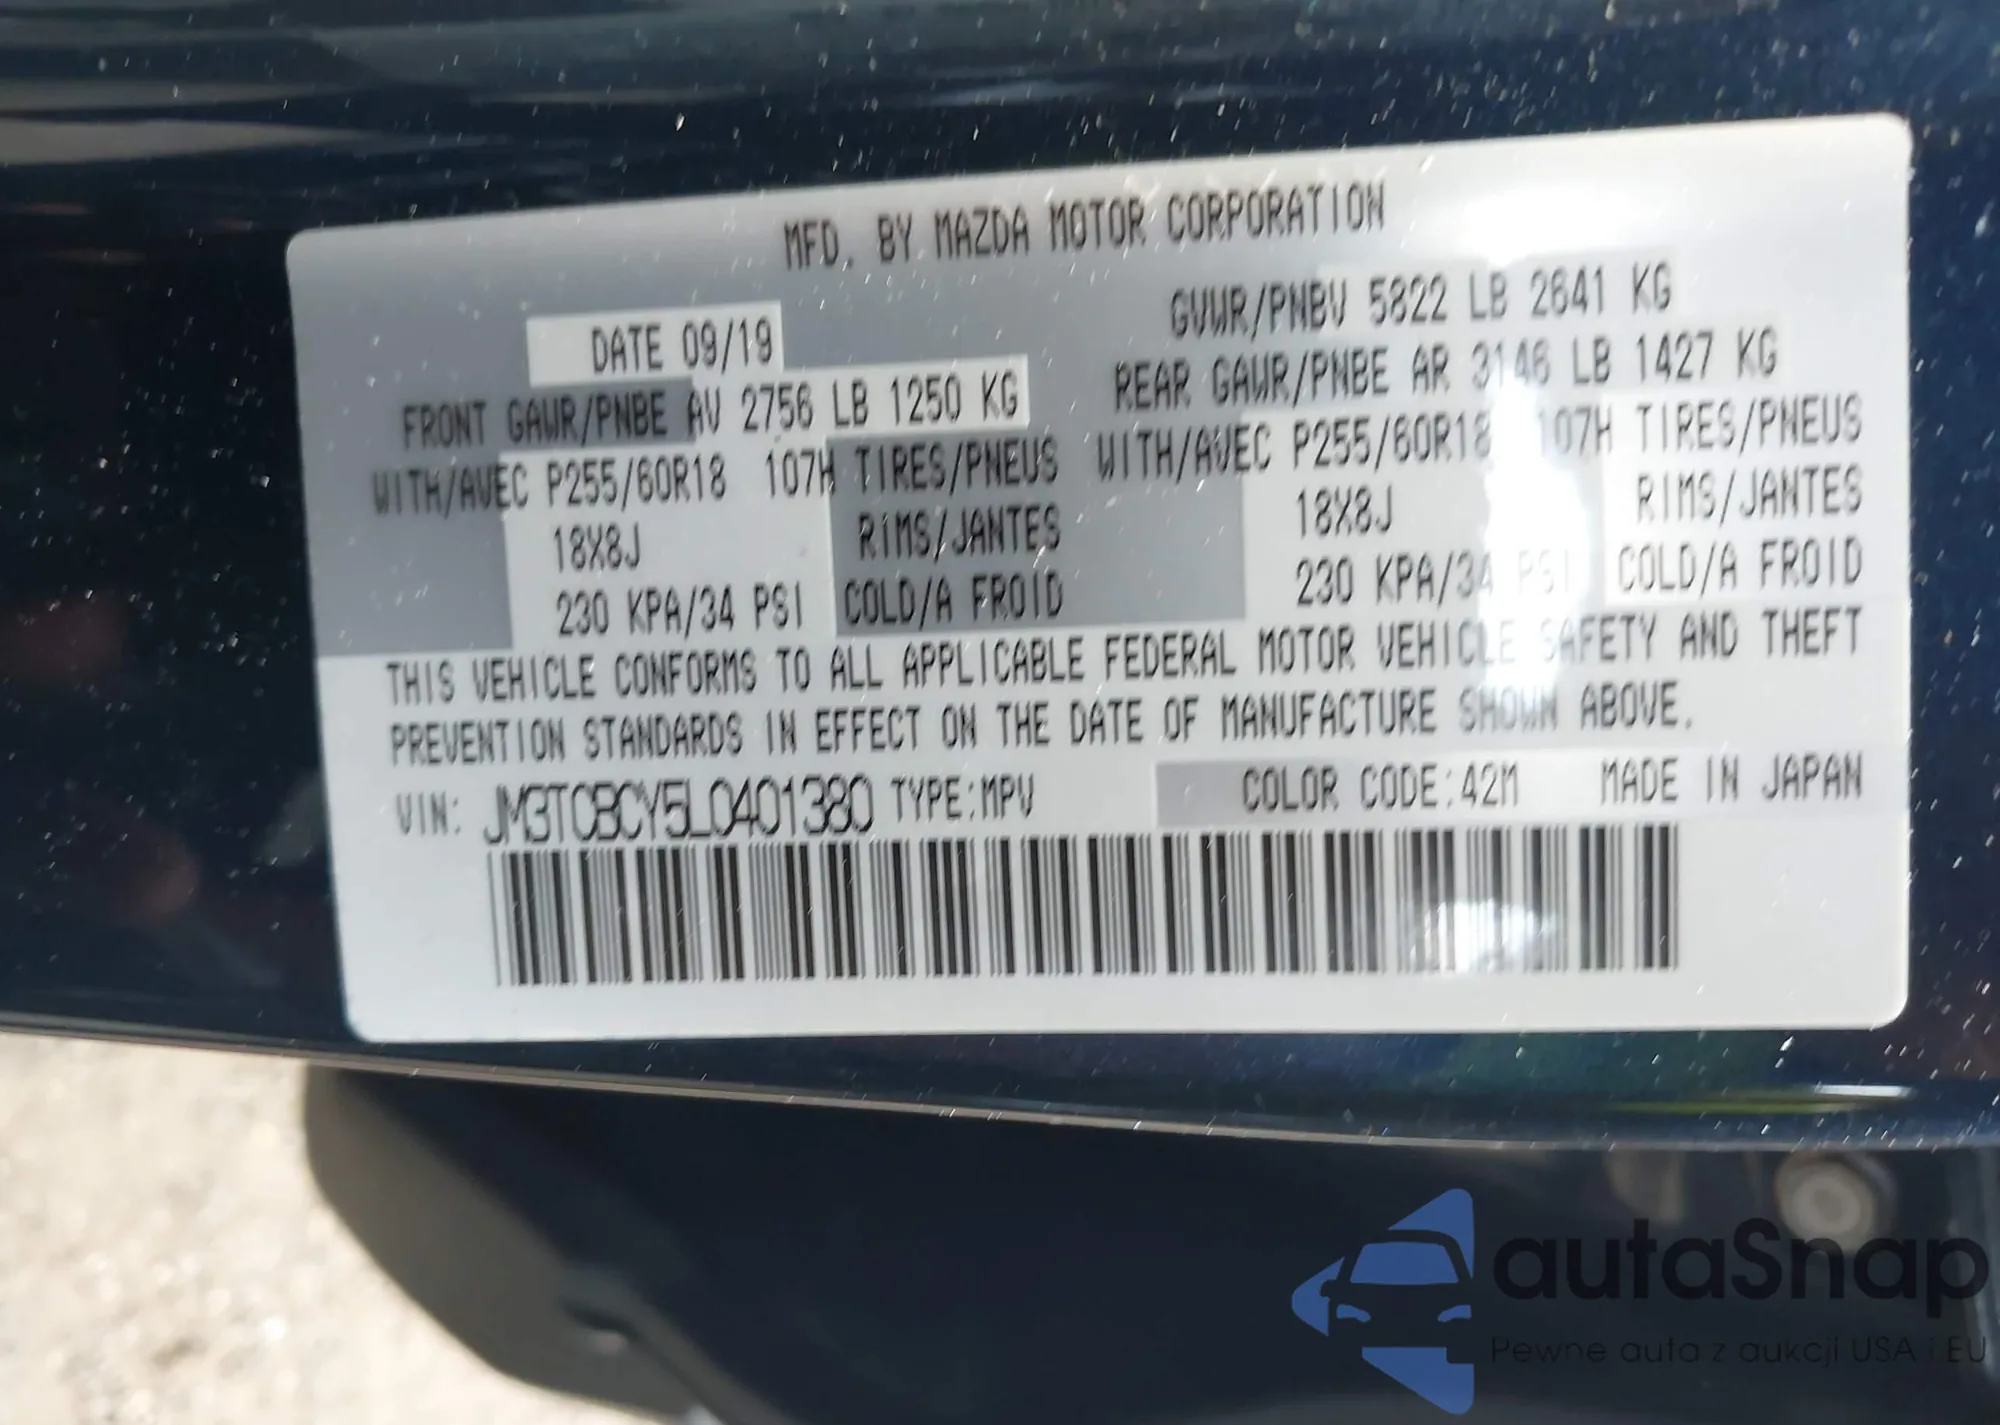 MFD. BY MAZDA MOTOR CORPORATION
DATE 09/19
GVWR/PNBV 5822 LB 2641 KG
FRONT GAWR/PNBE AV 2756 LB 1250 KG
REAR GAWR/PNBE AR 3146 LB 1427 KG
WITH/AVEC P255/60R18 107H TIRES/PNEUS
WITH/AVEC P255/60R18 107H TIRES/PNEUS
18X8J RIMS/JANTES
18X8J RIMS/JANTES
230 KPA/34 PSI COLD/A FROID
230 KPA/34 PSI COLD/A FROID
THIS VEHICLE CONFORMS TO ALL APPLICABLE FEDERAL MOTOR VEHICLE SAFETY AND THEFT
PREVENTION STANDARDS IN EFFECT ON THE DATE OF MANUFACTURE SHOWN ABOVE.
VIN: JM3TCBCY5L0401380 TYPE:MPV COLOR CODE:42M MADE IN JAPAN
autaSnap
Pewne auta z aukcji USA i EU